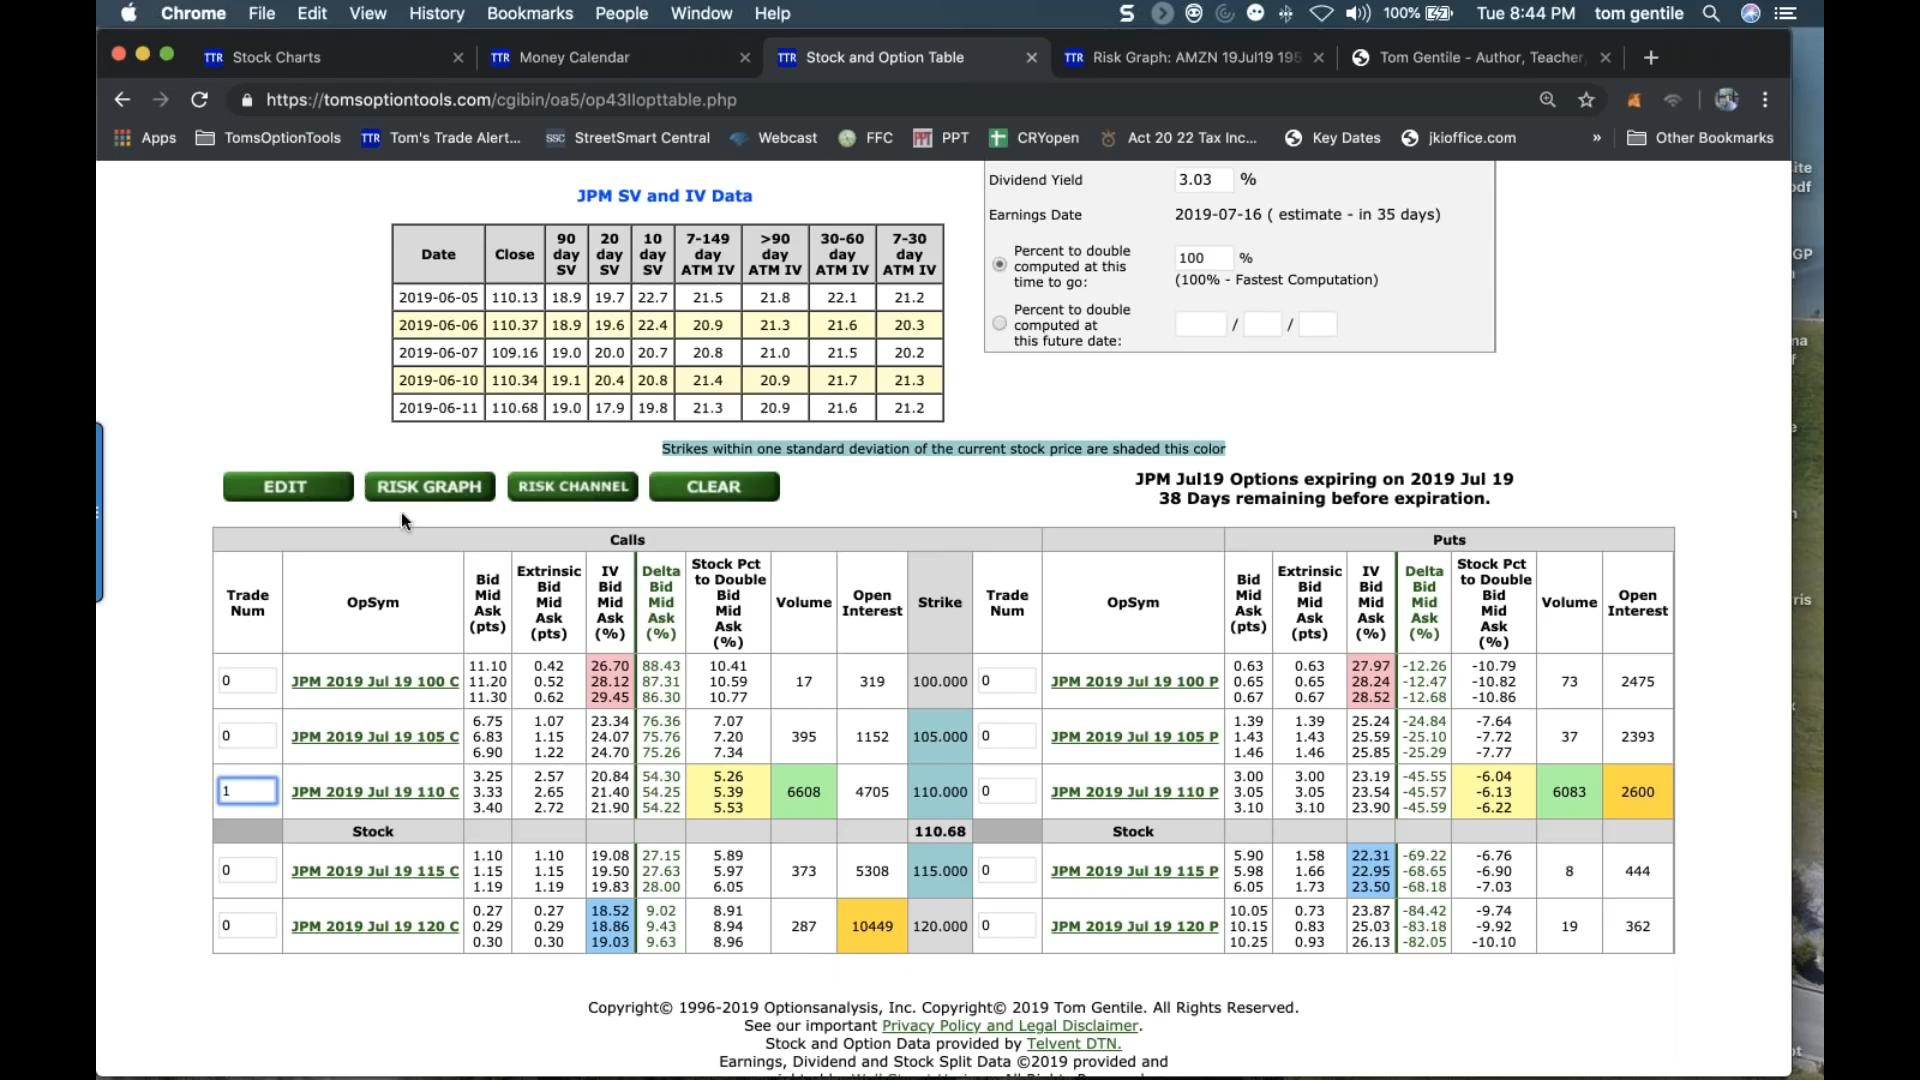 Chrome File Edit View History Bookmarks People Window Help 100% Tue 8:44 PM tom gentile
TTR Stock Charts TTR Money Calendar TTR Stock and Option Table TTR Risk Graph: AMZN 19Jul19 195 Tom Gentile - Author, Teacher,
https://tomsoptiontools.com/cgibin/oa5/op43IIopttable.php
Apps TomsOptionTools TTR Tom's Trade Alert... SSC StreetSmart Central Webcast FFC PPT CRYopen Act 20 22 Tax Inc... Key Dates jkioffice.com » Other Bookmarks
Dividend Yield 3.03 %
JPM SV and IV Data
Earnings Date 2019-07-16 ( estimate - in 35 days)
Percent to double computed at this time to go: 100 %
(100% - Fastest Computation)
Percent to double computed at this future date: / /
Date Close 90 day SV 20 day SV 10 day SV 7-149 day ATM IV >90 day ATM IV 30-60 day ATM IV 7-30 day ATM IV
2019-06-05 110.13 18.9 19.7 22.7 21.5 21.8 22.1 21.2
2019-06-06 110.37 18.9 19.6 22.4 20.9 21.3 21.6 20.3
2019-06-07 109.16 19.0 20.0 20.7 20.8 21.0 21.5 20.2
2019-06-10 110.34 19.1 20.4 20.8 21.4 20.9 21.7 21.3
2019-06-11 110.68 19.0 17.9 19.8 21.3 20.9 21.6 21.2
Strikes within one standard deviation of the current stock price are shaded this color
EDIT RISK GRAPH RISK CHANNEL CLEAR
JPM Jul19 Options expiring on 2019 Jul 19
38 Days remaining before expiration.
Calls Puts
Trade Num OpSym Bid Mid Ask (pts) Extrinsic Bid Mid Ask (pts) IV Bid Mid Ask (%) Delta Bid Mid Ask (%) Stock Pct to Double Bid Mid Ask (%) Volume Open Interest Strike Trade Num OpSym Bid Mid Ask (pts) Extrinsic Bid Mid Ask (pts) IV Bid Mid Ask (%) Delta Bid Mid Ask (%) Stock Pct to Double Bid Mid Ask (%) Volume Open Interest
11.10 0.42 26.70 88.43 10.41 0.63 0.63 27.97 -12.26 -10.79
0 JPM 2019 Jul 19 100 C 11.20 0.52 28.12 87.31 10.59 17 319 100.000 0 JPM 2019 Jul 19 100 P 0.65 0.65 28.24 -12.47 -10.82 73 2475
11.30 0.62 29.45 86.30 10.77 0.67 0.67 28.52 -12.68 -10.86
6.75 1.07 23.34 76.36 7.07 1.39 1.39 25.24 -24.84 -7.64
0 JPM 2019 Jul 19 105 C 6.83 1.15 24.07 75.76 7.20 395 1152 105.000 0 JPM 2019 Jul 19 105 P 1.43 1.43 25.59 -25.10 -7.72 37 2393
6.90 1.22 24.70 75.26 7.34 1.46 1.46 25.85 -25.29 -7.77
3.25 2.57 20.84 54.30 5.26 3.00 3.00 23.19 -45.55 -6.04
1 JPM 2019 Jul 19 110 C 3.33 2.65 21.40 54.25 5.39 6608 4705 110.000 0 JPM 2019 Jul 19 110 P 3.05 3.05 23.54 -45.57 -6.13 6083 2600
3.40 2.72 21.90 54.22 5.53 3.10 3.10 23.90 -45.59 -6.22
Stock 110.68 Stock
1.10 1.10 19.08 27.15 5.89 5.90 1.58 22.31 -69.22 -6.76
0 JPM 2019 Jul 19 115 C 1.15 1.15 19.50 27.63 5.97 373 5308 115.000 0 JPM 2019 Jul 19 115 P 5.98 1.66 22.95 -68.65 -6.90 8 444
1.19 1.19 19.83 28.00 6.05 6.05 1.73 23.50 -68.18 -7.03
0.27 0.27 18.52 9.02 8.91 10.05 0.73 23.87 -84.42 -9.74
0 JPM 2019 Jul 19 120 C 0.29 0.29 18.86 9.43 8.94 287 10449 120.000 0 JPM 2019 Jul 19 120 P 10.15 0.83 25.03 -83.18 -9.92 19 362
0.30 0.30 19.03 9.63 8.96 10.25 0.93 26.13 -82.05 -10.10
Copyright© 1996-2019 Optionsanalysis, Inc. Copyright© 2019 Tom Gentile. All Rights Reserved.
See our important Privacy Policy and Legal Disclaimer.
Stock and Option Data provided by Telvent DTN.
Earnings, Dividend and Stock Split Data ©2019 provided and